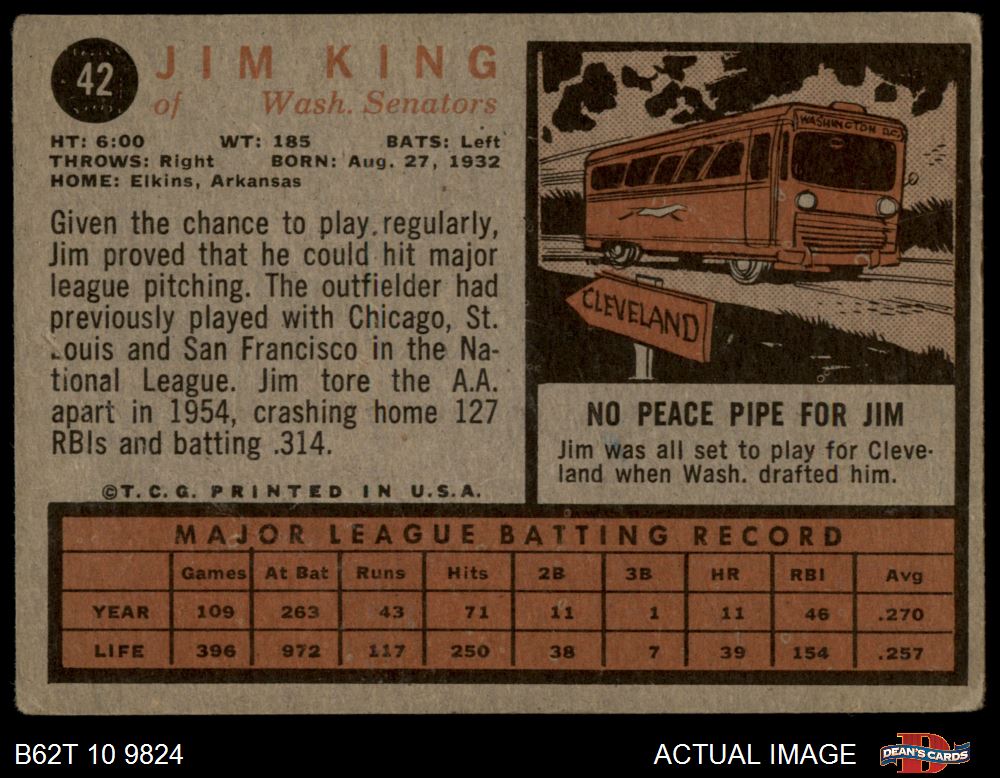 42
JIM KING
of Wash. Senators
HT: 6:00 WT: 185 BATS: Left
THROWS: Right BORN: Aug. 27, 1932
HOME: Elkins, Arkansas
Given the chance to play regularly,
Jim proved that he could hit major
league pitching. The outfielder had
previously played with Chicago, St.
Louis and San Francisco in the Na-
tional League. Jim tore the A.A.
apart in 1954, crashing home 127
RBIs and batting .314.
©T.C.G. PRINTED IN U.S.A.
WASHINGTON D.C.
CLEVELAND
NO PEACE PIPE FOR JIM
Jim was all set to play for Cleve-
land when Wash. drafted him.
MAJOR LEAGUE BATTING RECORD
Games At Bat Runs Hits 2B 3B HR RBI Avg
YEAR 109 263 43 71 11 1 11 46 .270
LIFE 396 972 117 250 38 7 39 154 .257
B62T 10 9824
ACTUAL IMAGE
DEAN'S CARDS